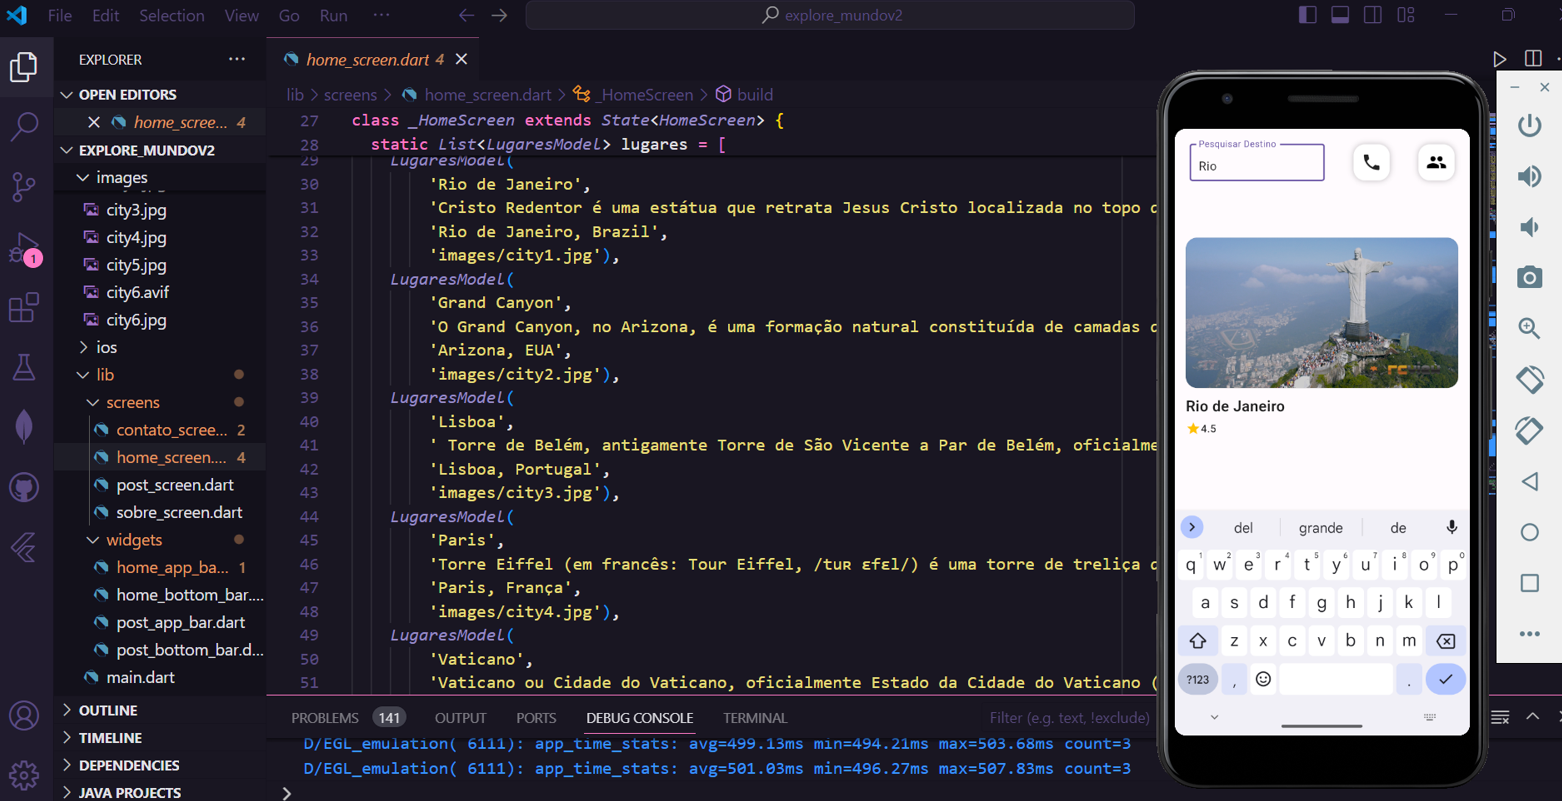 File Edit Selection View Go Run ··· explore_mundov2
EXPLORER ···
OPEN EDITORS
home_scree... 4
EXPLORE_MUNDOV2
images
city3.jpg
city4.jpg
city5.jpg
city6.avif
city6.jpg
ios
lib
screens
contato_scree... 2
home_screen.... 4
post_screen.dart
sobre_screen.dart
widgets
home_app_ba... 1
home_bottom_bar....
post_app_bar.dart
post_bottom_bar.d...
main.dart
OUTLINE
TIMELINE
DEPENDENCIES
JAVA PROJECTS
1
home_screen.dart 4
lib > screens > home_screen.dart > _HomeScreen > build
27 class _HomeScreen extends State<HomeScreen> {
28 static List<LugaresModel> lugares = [
29 LugaresModel(
30 'Rio de Janeiro',
31 'Cristo Redentor é uma estátua que retrata Jesus Cristo localizada no topo d
32 'Rio de Janeiro, Brazil',
33 'images/city1.jpg'),
34 LugaresModel(
35 'Grand Canyon',
36 'O Grand Canyon, no Arizona, é uma formação natural constituída de camadas d
37 'Arizona, EUA',
38 'images/city2.jpg'),
39 LugaresModel(
40 'Lisboa',
41 ' Torre de Belém, antigamente Torre de São Vicente a Par de Belém, oficialme
42 'Lisboa, Portugal',
43 'images/city3.jpg'),
44 LugaresModel(
45 'Paris',
46 'Torre Eiffel (em francês: Tour Eiffel, /tuʀ ɛfɛl/) é uma torre de treliça d
47 'Paris, França',
48 'images/city4.jpg'),
49 LugaresModel(
50 'Vaticano',
51 'Vaticano ou Cidade do Vaticano, oficialmente Estado da Cidade do Vaticano (
PROBLEMS 141 OUTPUT PORTS DEBUG CONSOLE TERMINAL Filter (e.g. text, !exclude)
D/EGL_emulation( 6111): app_time_stats: avg=499.13ms min=494.21ms max=503.68ms count=3
D/EGL_emulation( 6111): app_time_stats: avg=501.03ms min=496.27ms max=507.83ms count=3
Pesquisar Destino
Rio
Rio de Janeiro
4.5
del grande de
q1 w2 e3 r4 t5 y6 u7 i8 o9 p0
a s d f g h j k l
z x c v b n m
?123 , .